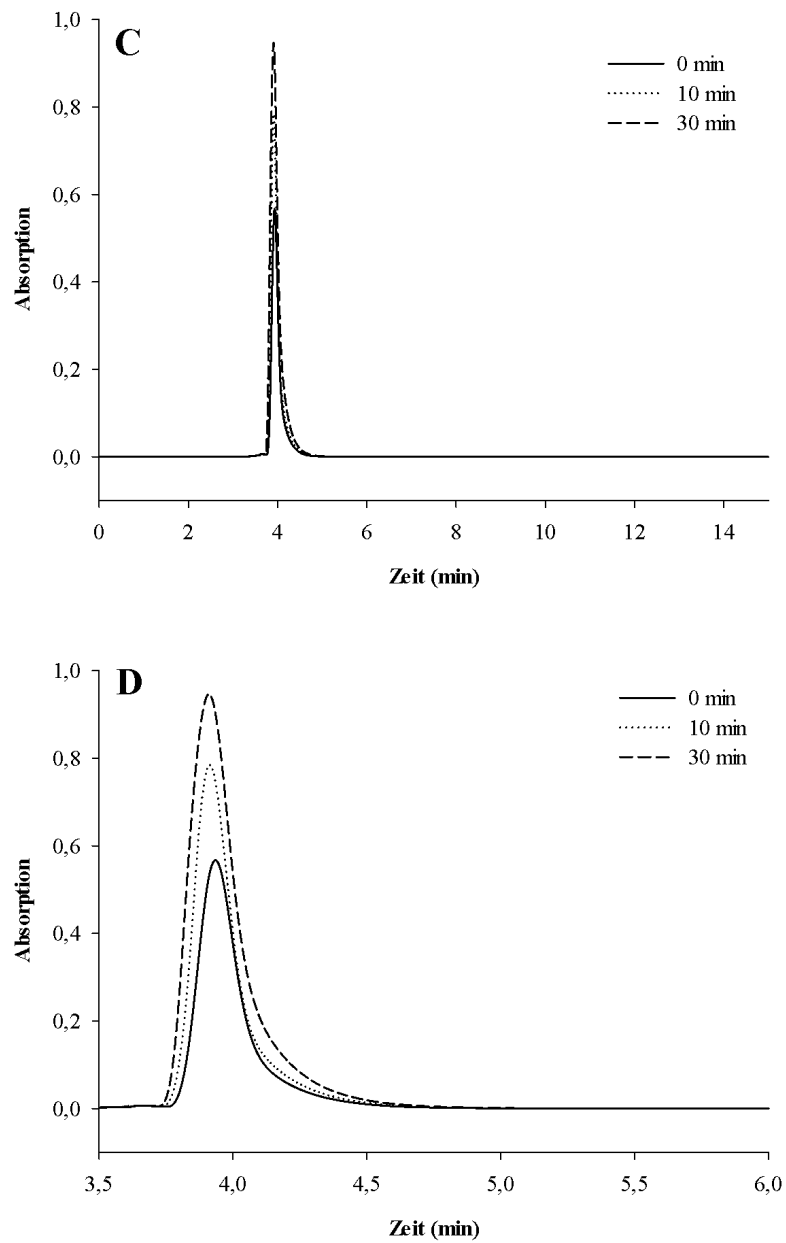 C
1,0
0,8
0,6
0,4
0,2
0,0
Absorption
0 min
10 min
30 min
0 2 4 6 8 10 12 14
Zeit (min)
D
1,0
0,8
0,6
0,4
0,2
0,0
Absorption
0 min
10 min
30 min
3,5 4,0 4,5 5,0 5,5 6,0
Zeit (min)